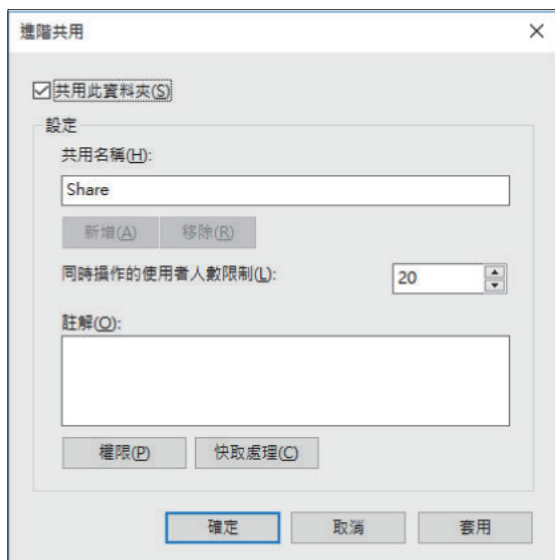 進階共用
共用此資料夾(S)
設定
共用名稱(H):
Share
新增(A) 移除(R)
同時操作的使用者人數限制(L): 20
註解(O):
權限(P) 快取處理(C)
確定 取消 套用